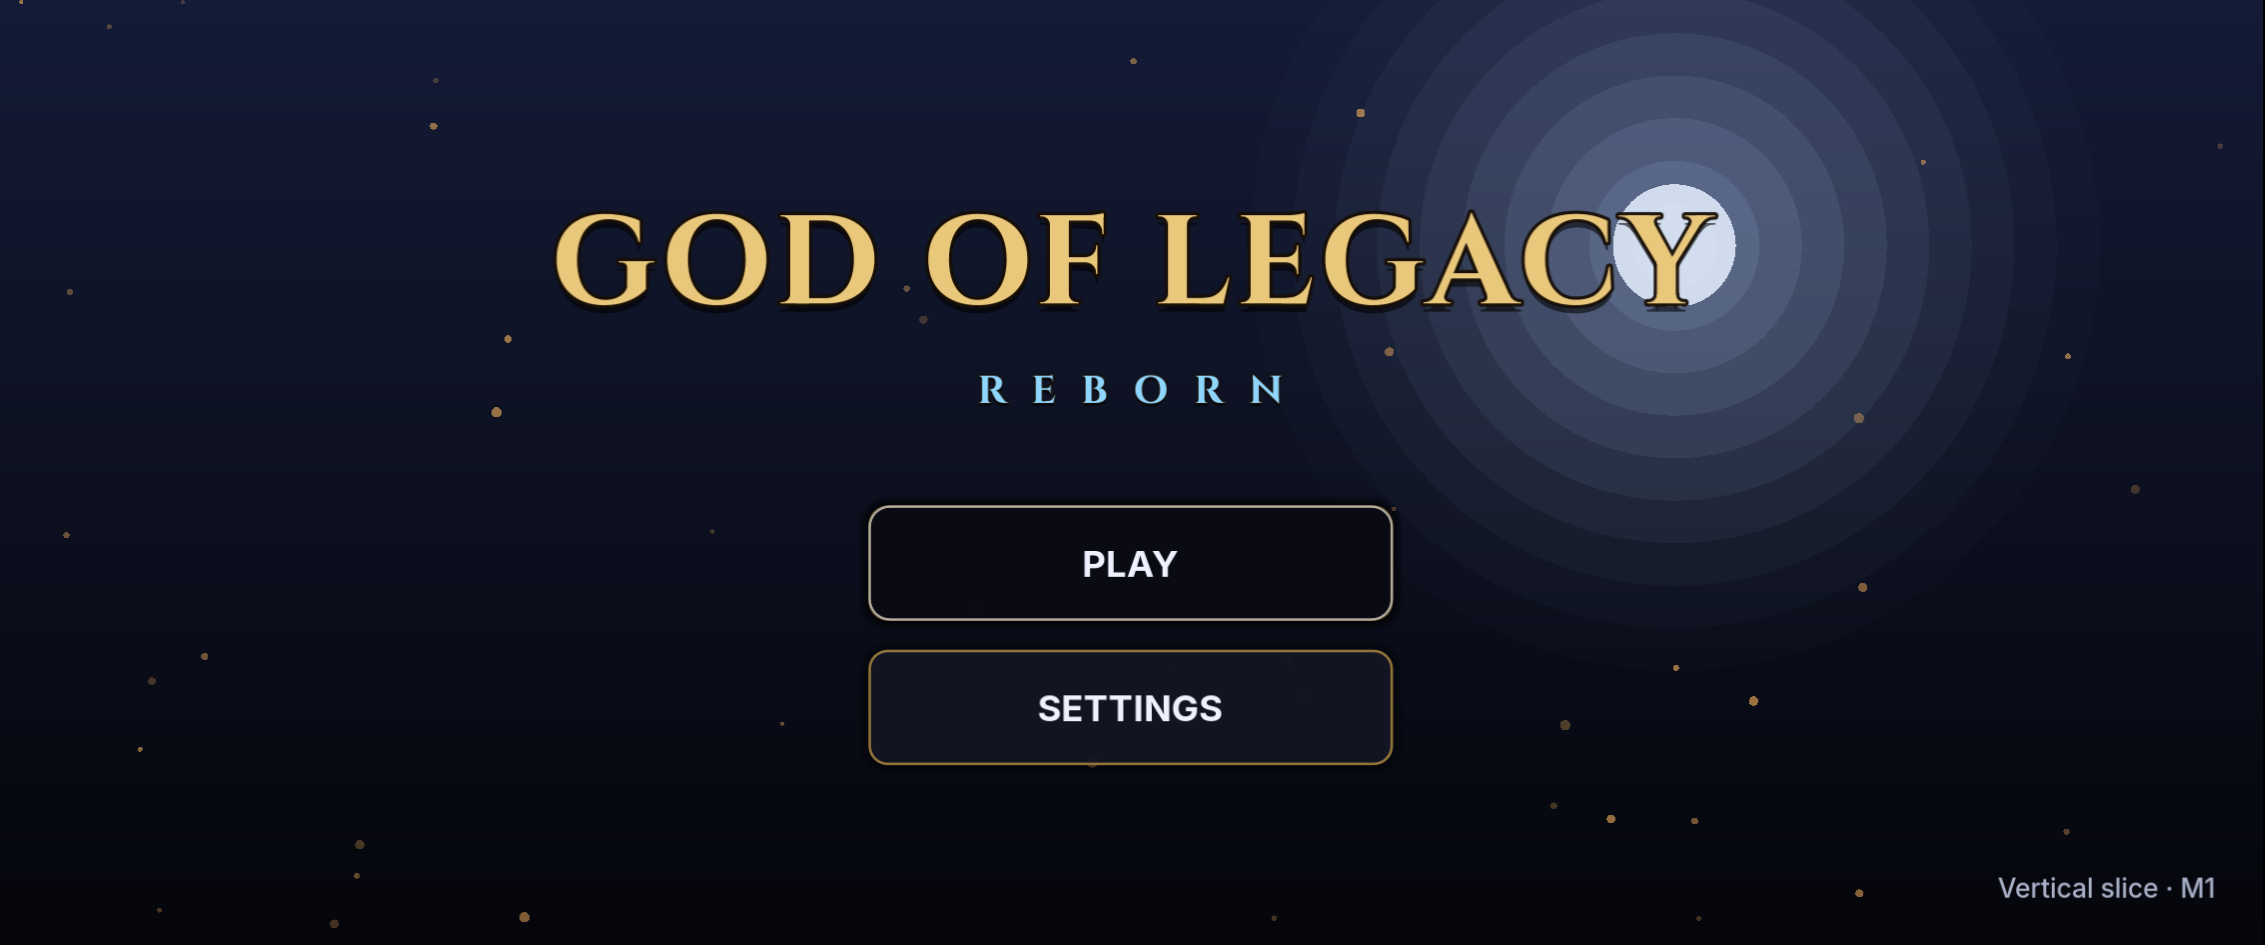 GOD OF LEGACY
REBORN
PLAY
SETTINGS
Vertical slice · M1